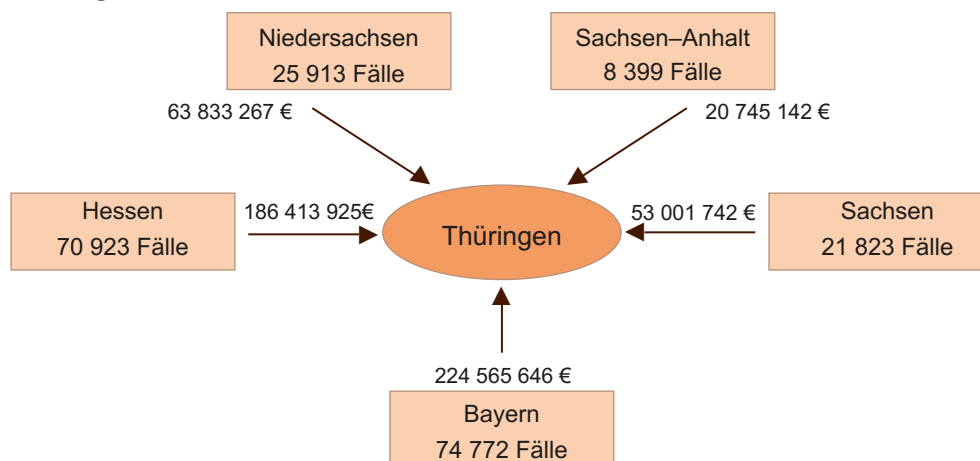 Niedersachsen
25 913 Fälle
Sachsen–Anhalt
8 399 Fälle
63 833 267 €
20 745 142 €
Hessen
70 923 Fälle
186 413 925€
Thüringen
53 001 742 €
Sachsen
21 823 Fälle
224 565 646 €
Bayern
74 772 Fälle